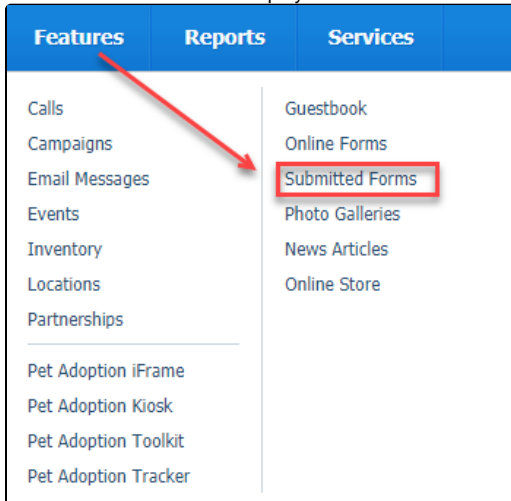 Features Reports Services
Calls
Campaigns
Email Messages
Events
Inventory
Locations
Partnerships
Pet Adoption iFrame
Pet Adoption Kiosk
Pet Adoption Toolkit
Pet Adoption Tracker
Guestbook
Online Forms
Submitted Forms
Photo Galleries
News Articles
Online Store